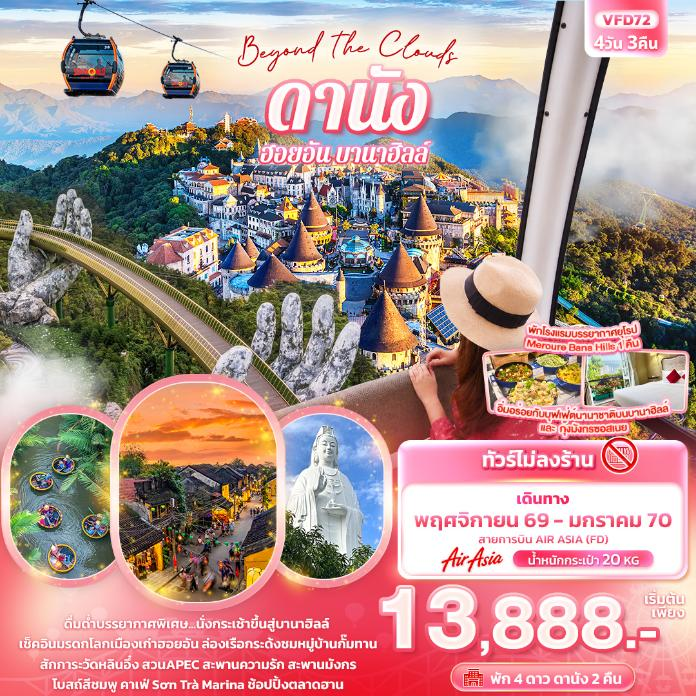 VFD72
4วัน 3คืน
Beyond The Clouds
ดานัง
ฮอยอัน บานาฮิลล์
พักโรงแรมบรรยากาศยุโรป
Mercure Bana Hills 1 คืน
อิ่มอร่อยกับบุฟเฟ่ต์นานาชาติบนบานาฮิลล์
และ กุ้งมังกรซอสเนย
ทัวร์ไม่ลงร้าน
เดินทาง
พฤศจิกายน 69 - มกราคม 70
สายการบิน AIR ASIA (FD)
AirAsia น้ำหนักกระเป๋า 20 KG
เริ่มต้น
เพียง
13,888.-
พัก 4 ดาว ดานัง 2 คืน
ดื่มด่ำบรรยากาศพิเศษ...นั่งกระเช้าขึ้นสู่บานาฮิลล์
เช็คอินมรดกโลกเมืองเก่าฮอยอัน ล่องเรือกระด้งชมหมู่บ้านกั๊มทาน
สักการะวัดหลินอึ๋ง สวนAPEC สะพานความรัก สะพานมังกร
โบสถ์สีชมพู คาเฟ่ Sơn Trà Marina ช้อปปิ้งตลาดฮาน